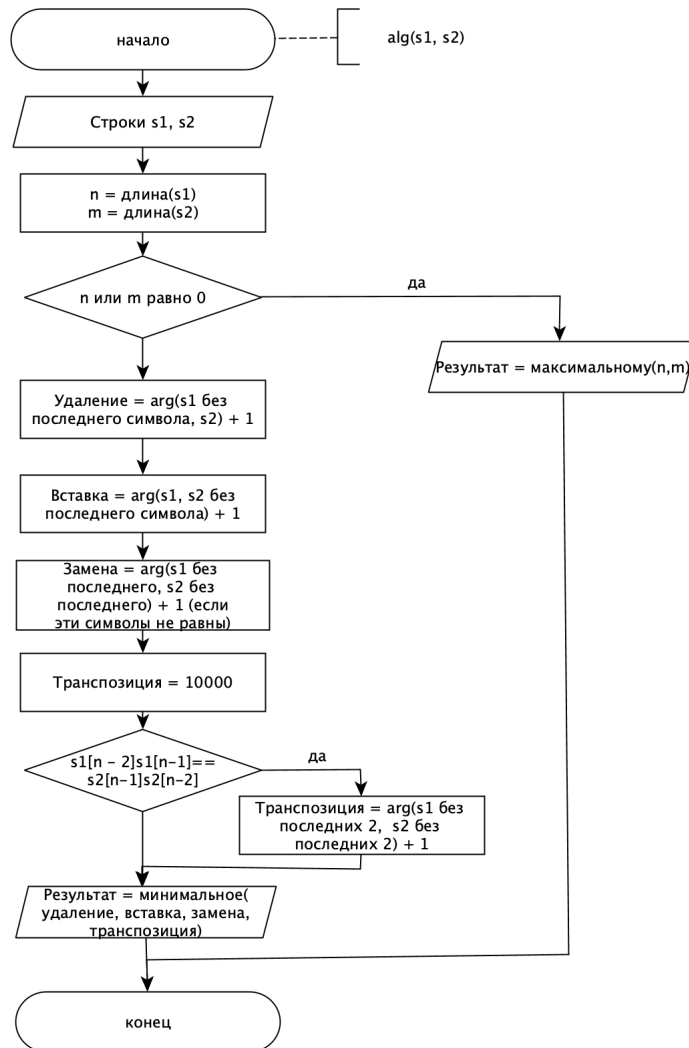 начало
alg(s1, s2)
Строки s1, s2
n = длина(s1)
m = длина(s2)
n или m равно 0
да
Результат = максимальному(n,m)
Удаление = arg(s1 без
последнего символа, s2) + 1
Вставка = arg(s1, s2 без
последнего символа) + 1
Замена = arg(s1 без
последнего, s2 без
последнего) + 1 (если
эти символы не равны)
Транспозиция = 10000
s1[n - 2]s1[n-1]==
s2[n-1]s2[n-2]
да
Транспозиция = arg(s1 без
последних 2, s2 без
последних 2) + 1
Результат = минимальное(
удаление, вставка, замена,
транспозиция)
конец